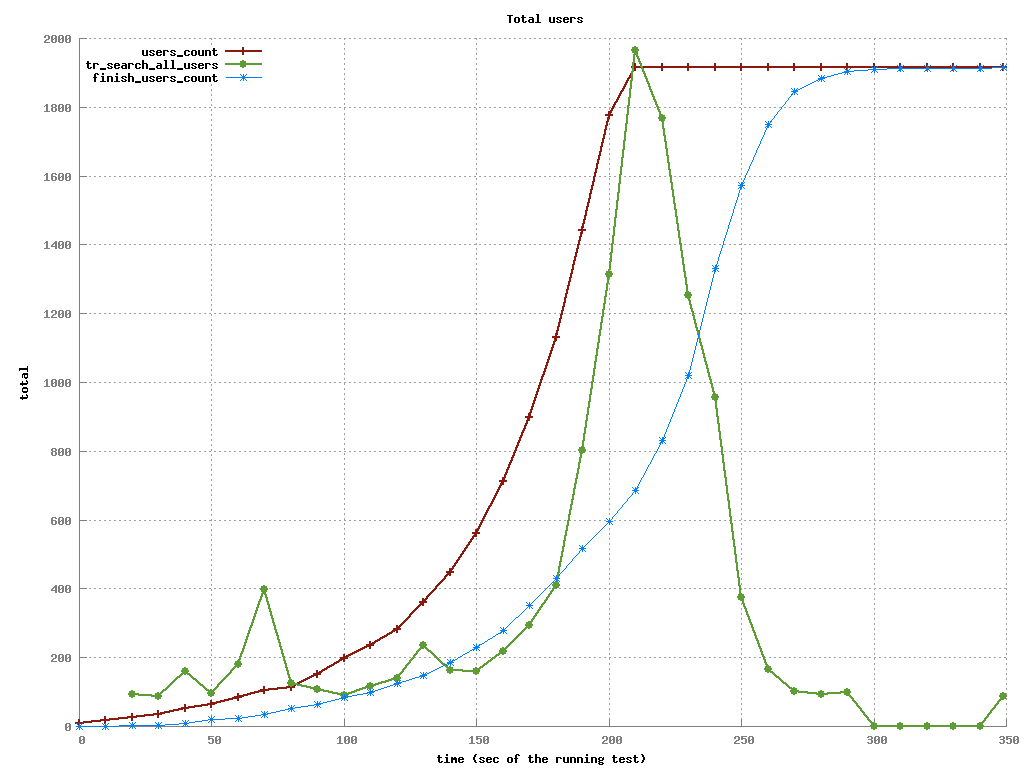 Total users
users_count
tr_search_all_users
finish_users_count
2000
1800
1600
1400
1200
1000
800
600
400
200
0
total
0 50 100 150 200 250 300 350
time (sec of the running test)